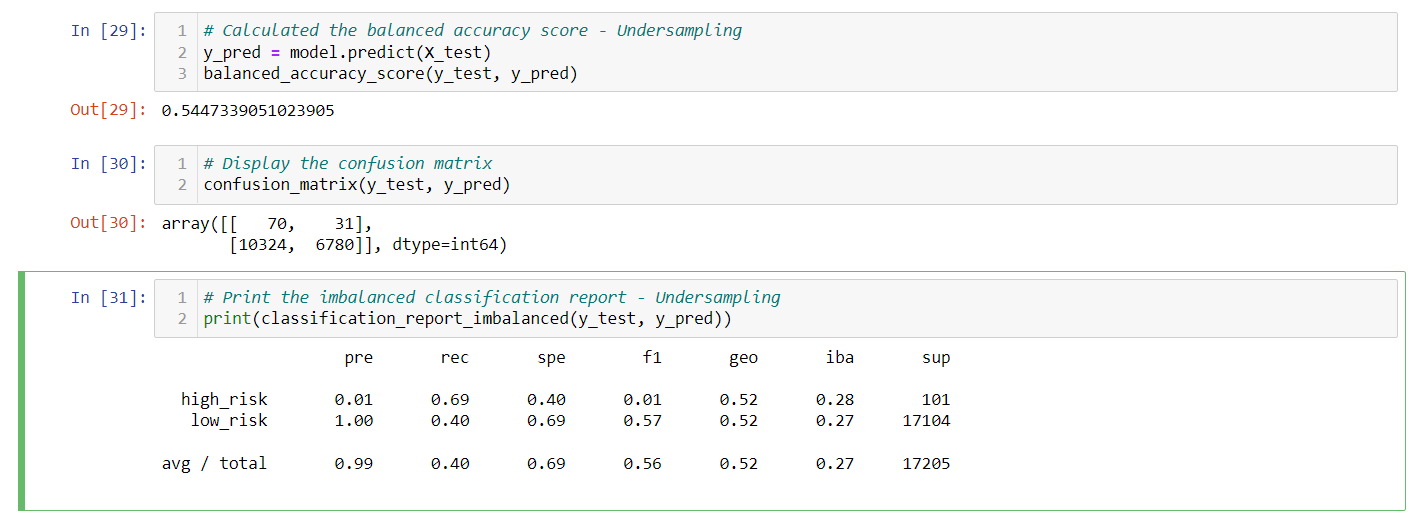 In [29]: 1 # Calculated the balanced accuracy score - Undersampling
2 y_pred = model.predict(X_test)
3 balanced_accuracy_score(y_test, y_pred)
Out[29]: 0.5447339051023905
In [30]: 1 # Display the confusion matrix
2 confusion_matrix(y_test, y_pred)
Out[30]: array([[   70,    31],
[10324,  6780]], dtype=int64)
In [31]: 1 # Print the imbalanced classification report - Undersampling
2 print(classification_report_imbalanced(y_test, y_pred))
pre rec spe f1 geo iba sup
high_risk 0.01 0.69 0.40 0.01 0.52 0.28 101
low_risk 1.00 0.40 0.69 0.57 0.52 0.27 17104
avg / total 0.99 0.40 0.69 0.56 0.52 0.27 17205